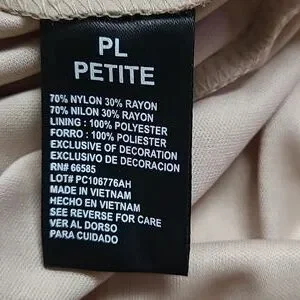 PL
PETITE
70% NYLON 30% RAYON
70% NILON 30% RAYON
LINING : 100% POLYESTER
FORRO : 100% POLIESTER
EXCLUSIVE OF DECORATION
EXCLUSIVO DE DECORACION
RN# 66585
LOT# PC106776AH
MADE IN VIETNAM
HECHO EN VIETNAM
SEE REVERSE FOR CARE
VER AL DORSO
PARA CUIDADO